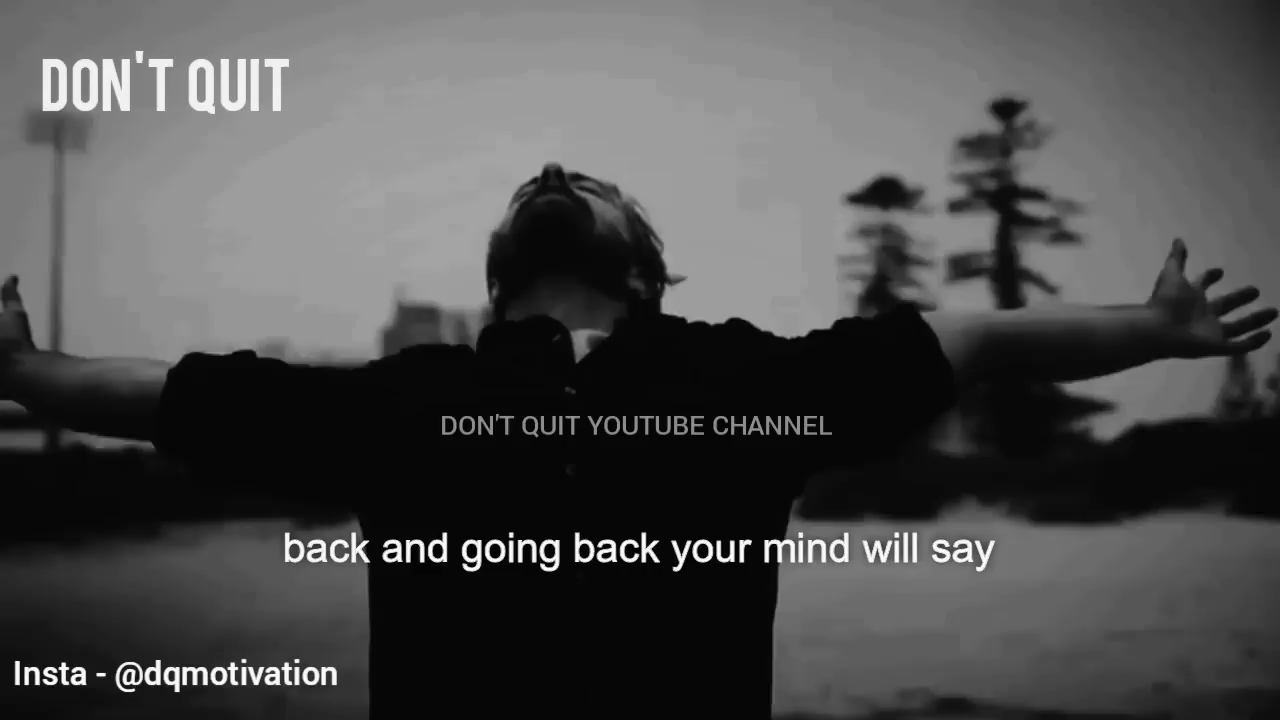 DON'T QUIT
DON'T QUIT YOUTUBE CHANNEL
back and going back your mind will say
Insta - @dqmotivation